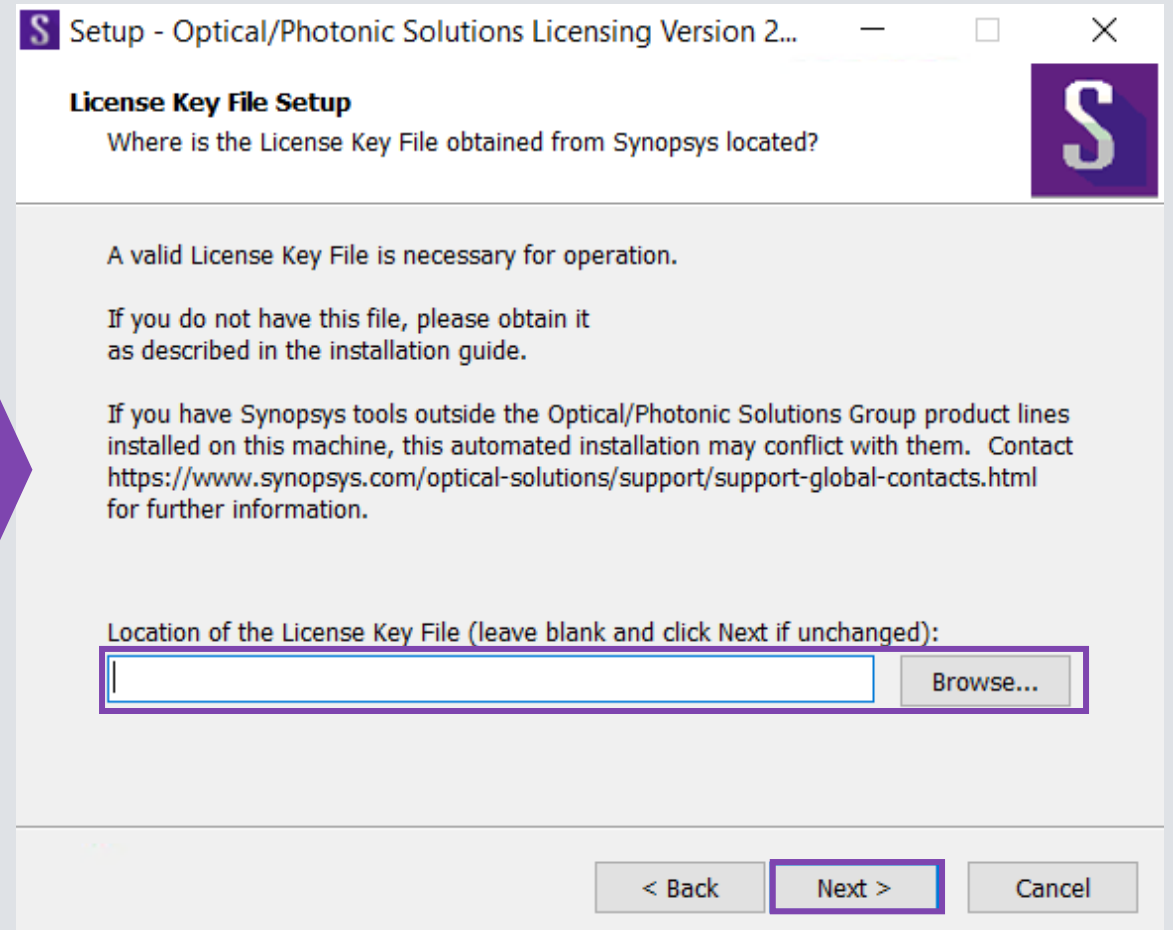 S Setup - Optical/Photonic Solutions Licensing Version 2...
License Key File Setup
Where is the License Key File obtained from Synopsys located?
S
A valid License Key File is necessary for operation.
If you do not have this file, please obtain it
as described in the installation guide.
If you have Synopsys tools outside the Optical/Photonic Solutions Group product lines
installed on this machine, this automated installation may conflict with them.  Contact
https://www.synopsys.com/optical-solutions/support/support-global-contacts.html
for further information.
Location of the License Key File (leave blank and click Next if unchanged):
Browse...
< Back
Next >
Cancel